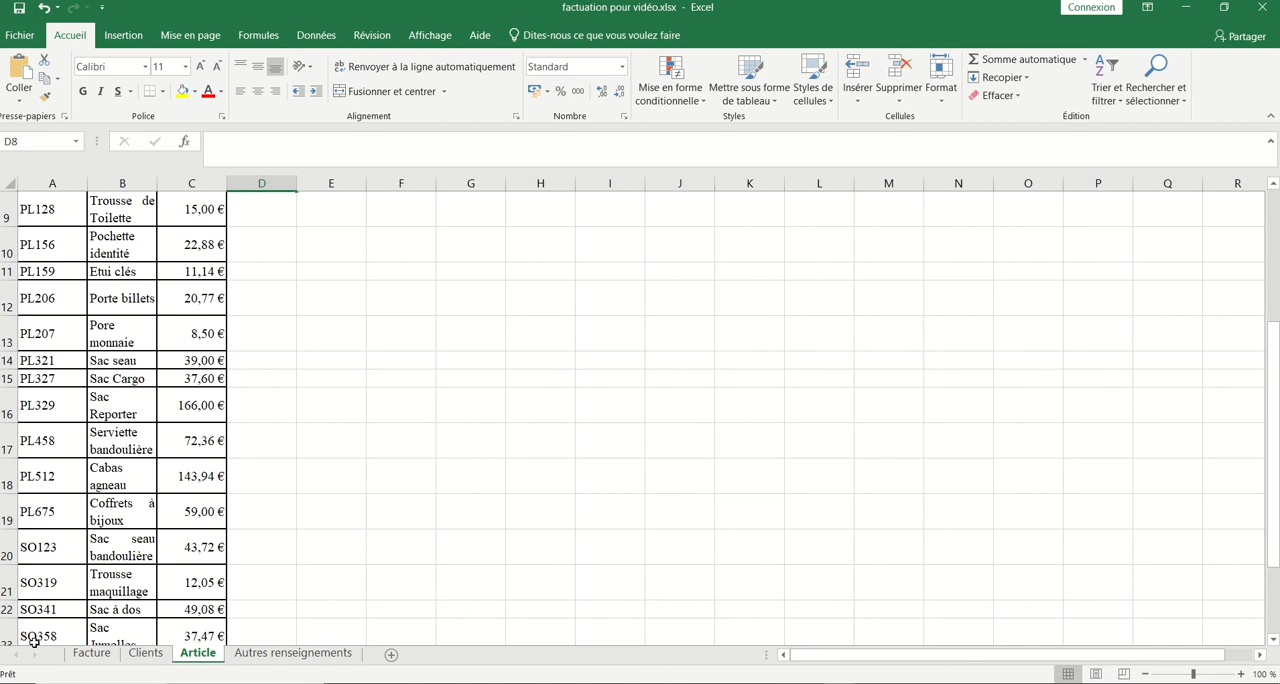 factuation pour vidéo.xlsx - Excel
Connexion
Fichier Accueil Insertion Mise en page Formules Données Révision Affichage Aide Dites-nous ce que vous voulez faire Partager
Coller
Calibri 11 A A
G I S A
Renvoyer à la ligne automatiquement
Fusionner et centrer
Standard
% 000
Mise en forme conditionnelle
Mettre sous forme de tableau
Styles de cellules
Insérer Supprimer Format
Somme automatique
Recopier
Effacer
Trier et filtrer
Rechercher et sélectionner
Presse-papiers Police Alignement Nombre Styles Cellules Édition
D8 fx
A B C D E F G H I J K L M N O P Q R
9 PL128 Trousse de Toilette 15,00 €
10 PL156 Pochette identité 22,88 €
11 PL159 Etui clés 11,14 €
12 PL206 Porte billets 20,77 €
13 PL207 Pore monnaie 8,50 €
14 PL321 Sac seau 39,00 €
15 PL327 Sac Cargo 37,60 €
16 PL329 Sac Reporter 166,00 €
17 PL458 Serviette bandoulière 72,36 €
18 PL512 Cabas agneau 143,94 €
19 PL675 Coffrets à bijoux 59,00 €
20 SO123 Sac seau bandoulière 43,72 €
21 SO319 Trousse maquillage 12,05 €
22 SO341 Sac à dos 49,08 €
23 SO358 Sac Jumelles 37,47 €
Facture Clients Article Autres renseignements
Prêt 100 %